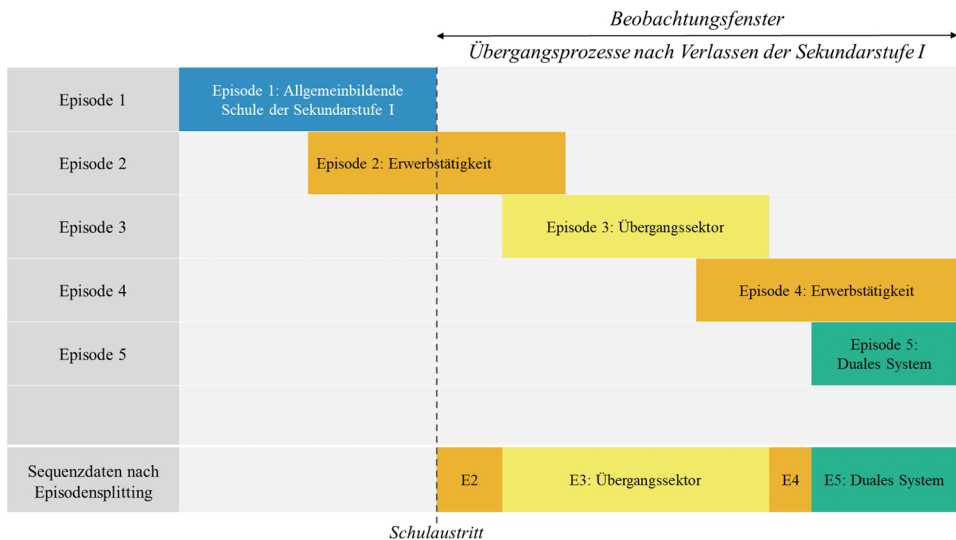 Beobachtungsfenster
Übergangsprozesse nach Verlassen der Sekundarstufe I
Episode 1
Episode 1: Allgemeinbildende
Schule der Sekundarstufe I
Episode 2
Episode 2: Erwerbstätigkeit
Episode 3
Episode 3: Übergangssektor
Episode 4
Episode 4: Erwerbstätigkeit
Episode 5
Episode 5:
Duales System
Sequenzdaten nach
Episodensplitting
E2
E3: Übergangssektor
E4
E5: Duales System
Schulaustritt